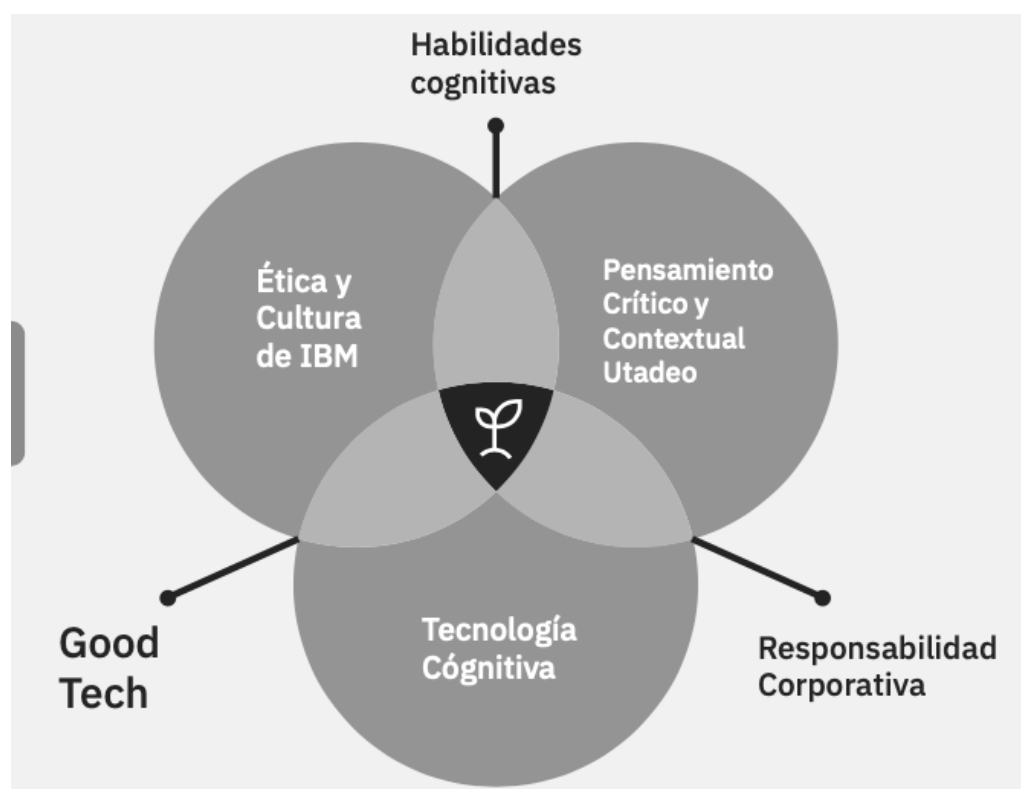 Habilidades
cognitivas
Ética y
Cultura
de IBM
Pensamiento
Crítico y
Contextual
Utadeo
Tecnología
Cógnitiva
Good
Tech
Responsabilidad
Corporativa